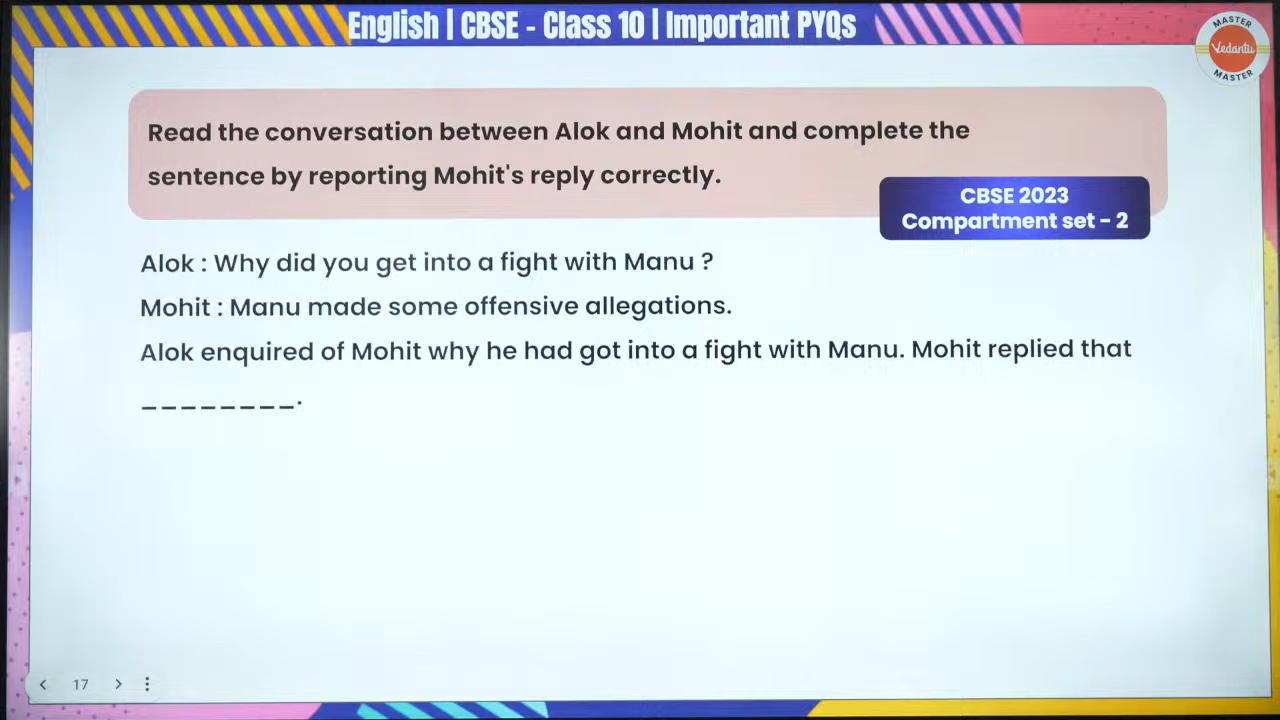 English | CBSE - Class 10 | Important PYQs
MASTER
Vedantu
MASTER
Read the conversation between Alok and Mohit and complete the
sentence by reporting Mohit's reply correctly.
CBSE 2023
Compartment set - 2
Alok : Why did you get into a fight with Manu ?
Mohit : Manu made some offensive allegations.
Alok enquired of Mohit why he had got into a fight with Manu. Mohit replied that
________.
17